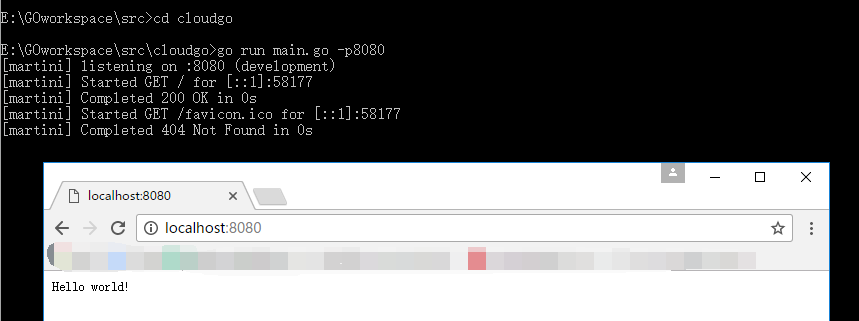 E:\GOworkspace\src>cd cloudgo
E:\GOworkspace\src\cloudgo>go run main.go -p8080
[martini] listening on :8080 (development)
[martini] Started GET / for [::1]:58177
[martini] Completed 200 OK in 0s
[martini] Started GET /favicon.ico for [::1]:58177
[martini] Completed 404 Not Found in 0s
localhost:8080
localhost:8080
Hello world!